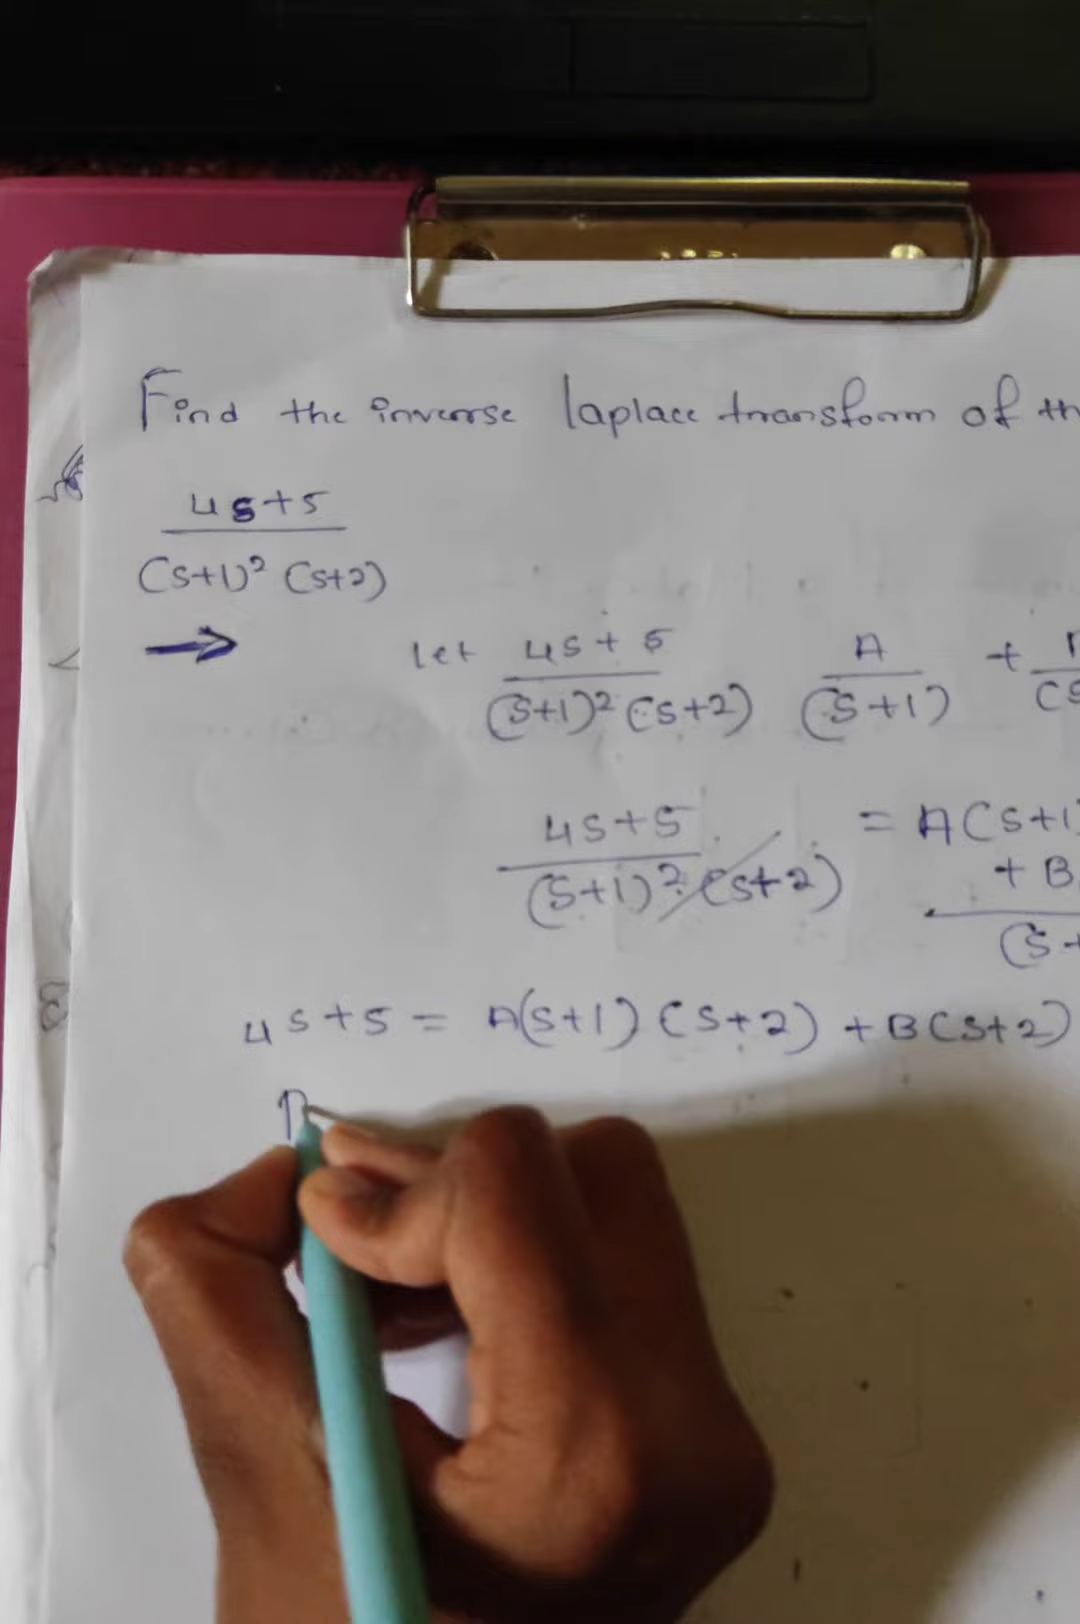 Find the inverse laplace transform of th
4s+5
(s+1)² (s+2)
→
let 4s+5 A +
(s+1)² (s+2) (s+1) (s
4s+5 = A(s+1)
(s+1)² (s+2) + B
(s+
4s+5 = A(s+1) (s+2) + B(s+2)